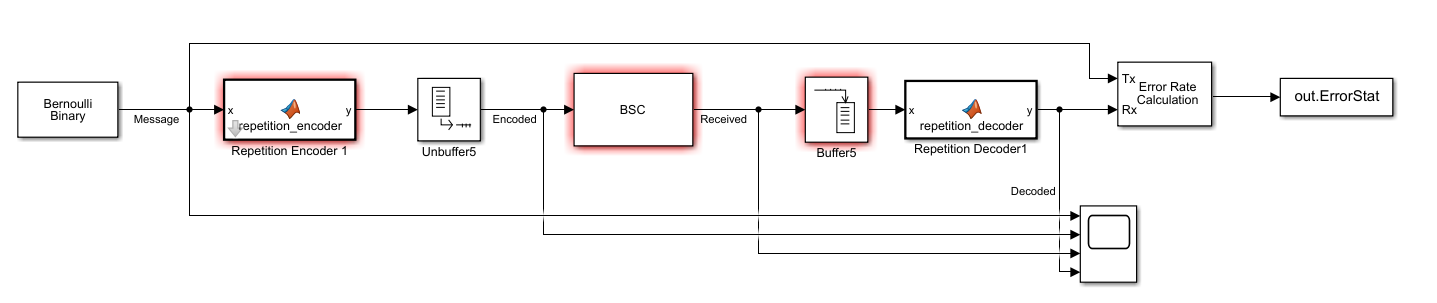 Bernoulli
Binary
Message
x
repetition_encoder
y
Repetition Encoder 1
Unbuffer5
Encoded
BSC
Received
Buffer5
x
repetition_decoder
y
Repetition Decoder1
Decoded
Tx
Rx
Error Rate
Calculation
out.ErrorStat